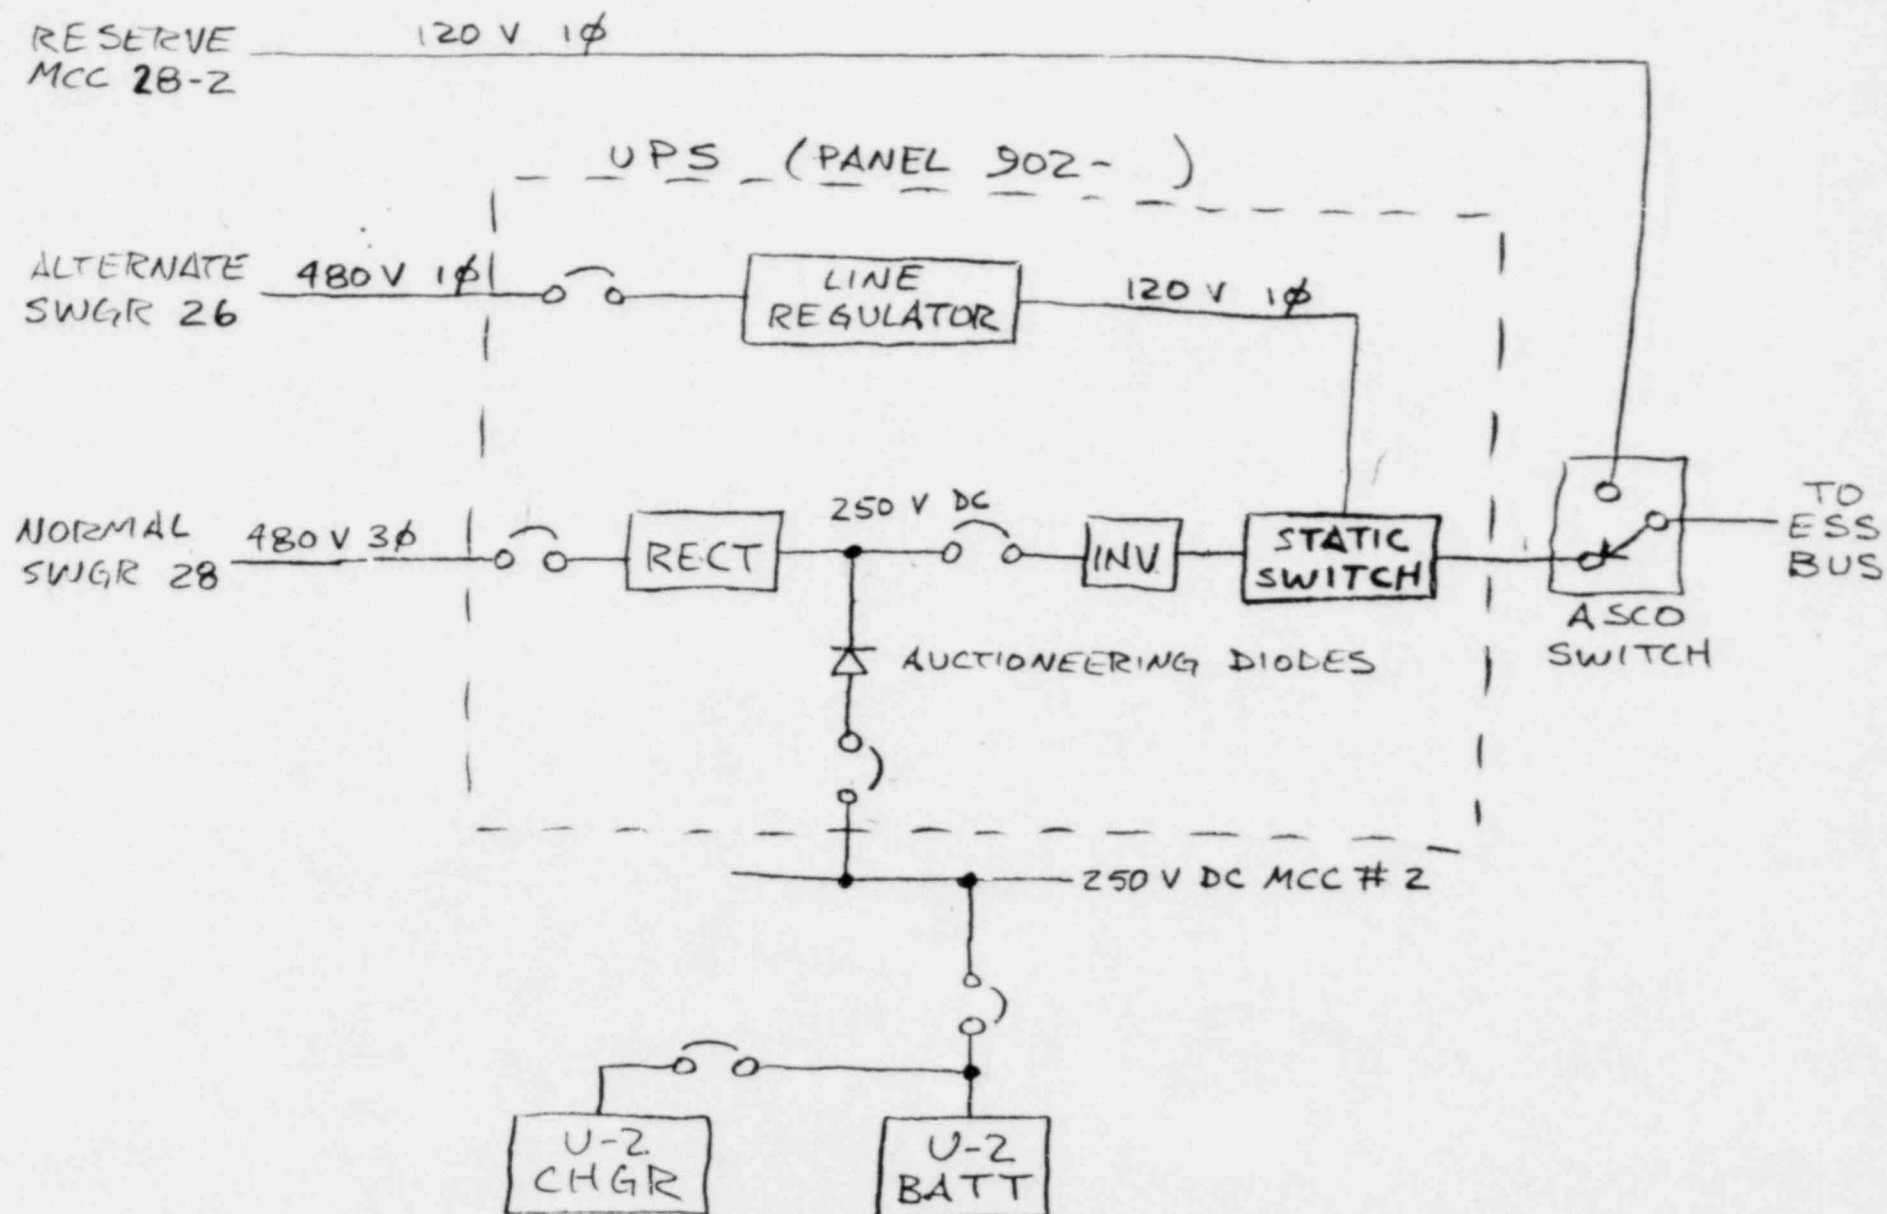 RESERVE
MCC 28-2
120 V 1ϕ
UPS (PANEL 902- )
ALTERNATE
SWGR 26
480 V 1ϕ
LINE
REGULATOR
120 V 1ϕ
NORMAL
SWGR 28
480 V 3ϕ
RECT
250 V DC
INV
STATIC
SWITCH
TO
ESS
BUS
ASCO
SWITCH
AUCTIONEERING DIODES
250 V DC MCC # 2
U-2
CHGR
U-2
BATT